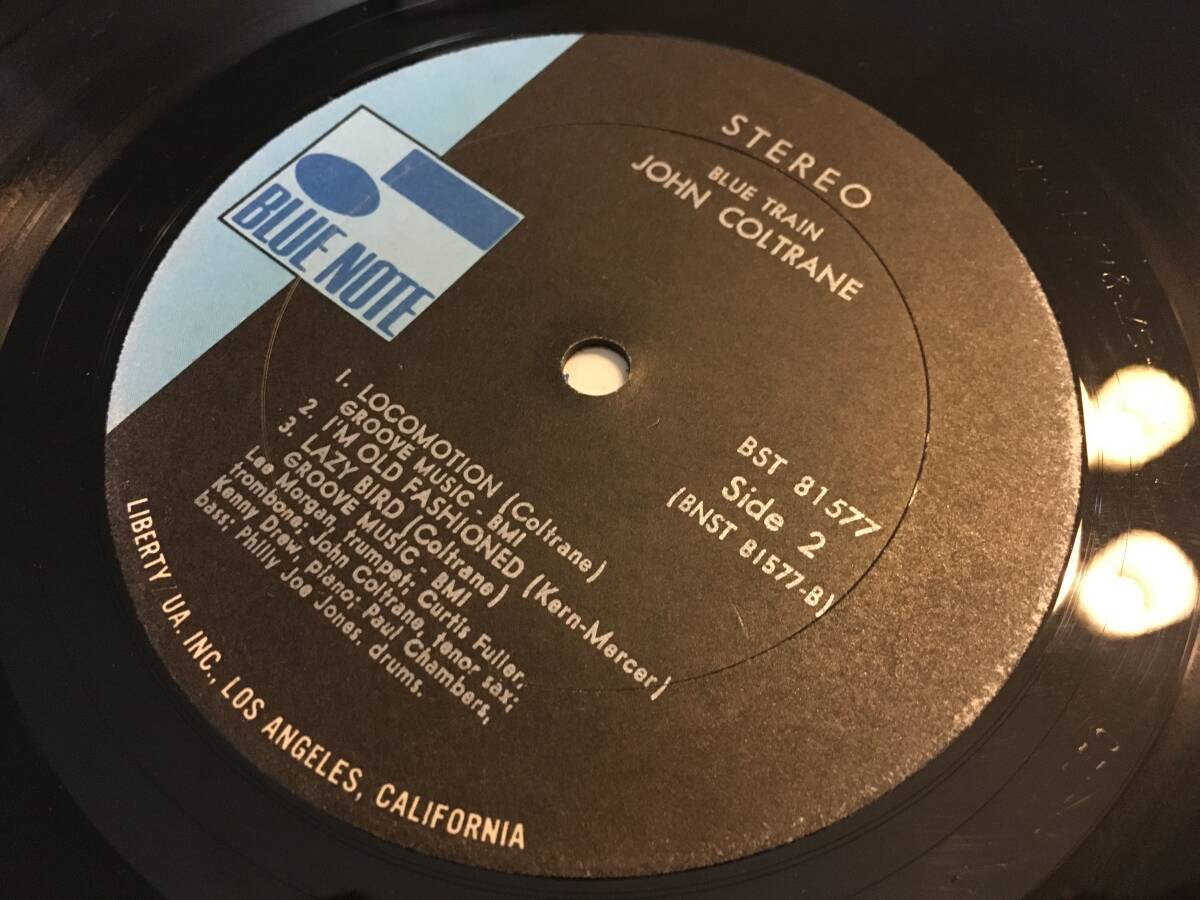 BLUE NOTE
STEREO
BLUE TRAIN
JOHN COLTRANE
BST 81577
Side 2
(BNST 81577-B)
1. LOCOMOTION (Coltrane)
GROOVE MUSIC - BMI
2. I'M OLD FASHIONED (Kern-Mercer)
3. LAZY BIRD (Coltrane)
GROOVE MUSIC - BMI
Lee Morgan, trumpet; Curtis Fuller,
trombone; John Coltrane, tenor sax;
Kenny Drew, piano; Paul Chambers,
bass; Philly Joe Jones, drums.
LIBERTY/UA. INC., LOS ANGELES, CALIFORNIA